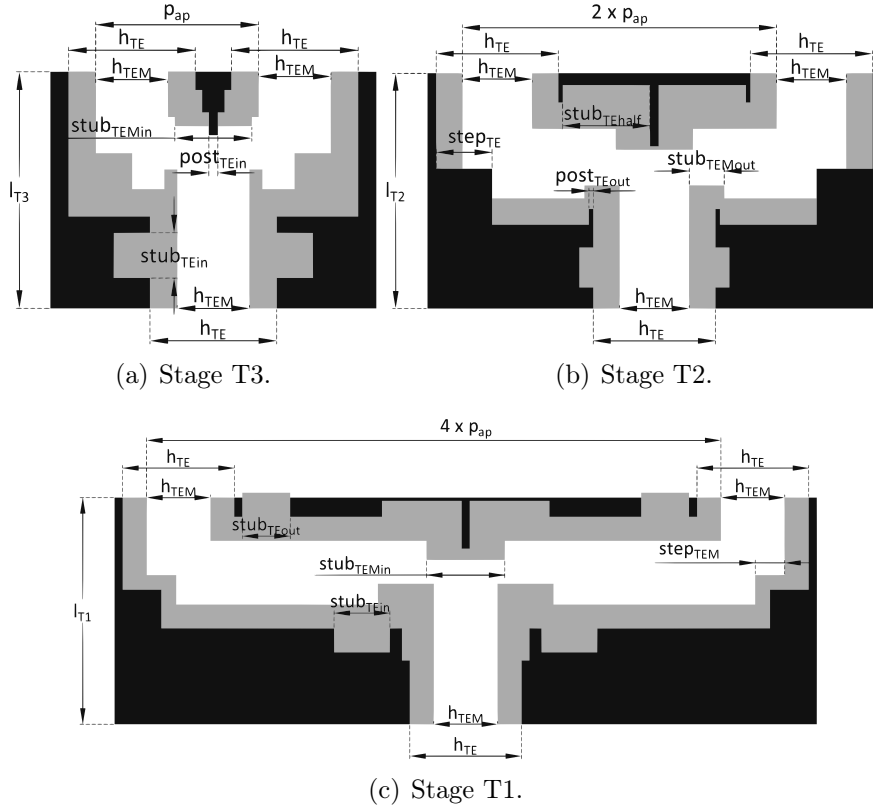 p_ap
h_TE h_TE
h_TEM h_TEM
stub_TEMin
post_TEin
l_T3
stub_TEin
h_TEM
h_TE
(a) Stage T3.
2 x p_ap
h_TE h_TE
h_TEM h_TEM
stub_TEhalf
step_TE
stub_TEMout
post_TEout
l_T2
h_TEM
h_TE
(b) Stage T2.
4 x p_ap
h_TE h_TE
h_TEM h_TEM
stub_TEout
step_TEM
stub_TEMin
stub_TEin
l_T1
h_TEM
h_TE
(c) Stage T1.